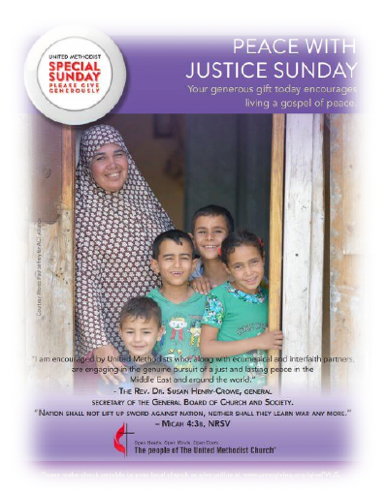 UNITED METHODIST
SPECIAL
SUNDAY
PLEASE GIVE
GENEROUSLY
PEACE WITH
JUSTICE SUNDAY
Your generous gift today encourages
living a gospel of peace.
"I am encouraged by United Methodists who, along with ecumenical and interfaith partners,
are engaging in the genuine pursuit of a just and lasting peace in the
Middle East and around the world."
- The Rev. Dr. Susan Henry-Crowe, general
secretary of the General Board of Church and Society.
"Nation shall not lift up sword against nation, neither shall they learn war any more."
– Micah 4:3b, NRSV
Open Hearts. Open Minds. Open Doors.
The people of The United Methodist Church